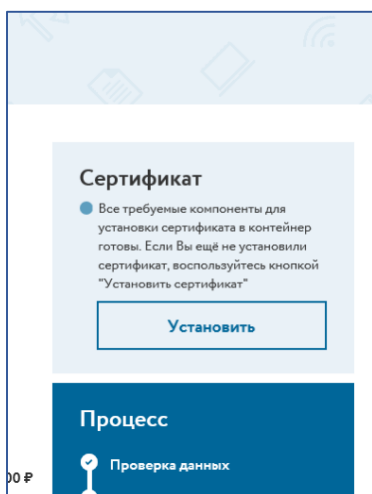 Сертификат
Все требуемые компоненты для
установки сертификата в контейнер
готовы. Если Вы ещё не установили
сертификат, воспользуйтесь кнопкой
"Установить сертификат"
Установить
Процесс
Проверка данных
00 ₽